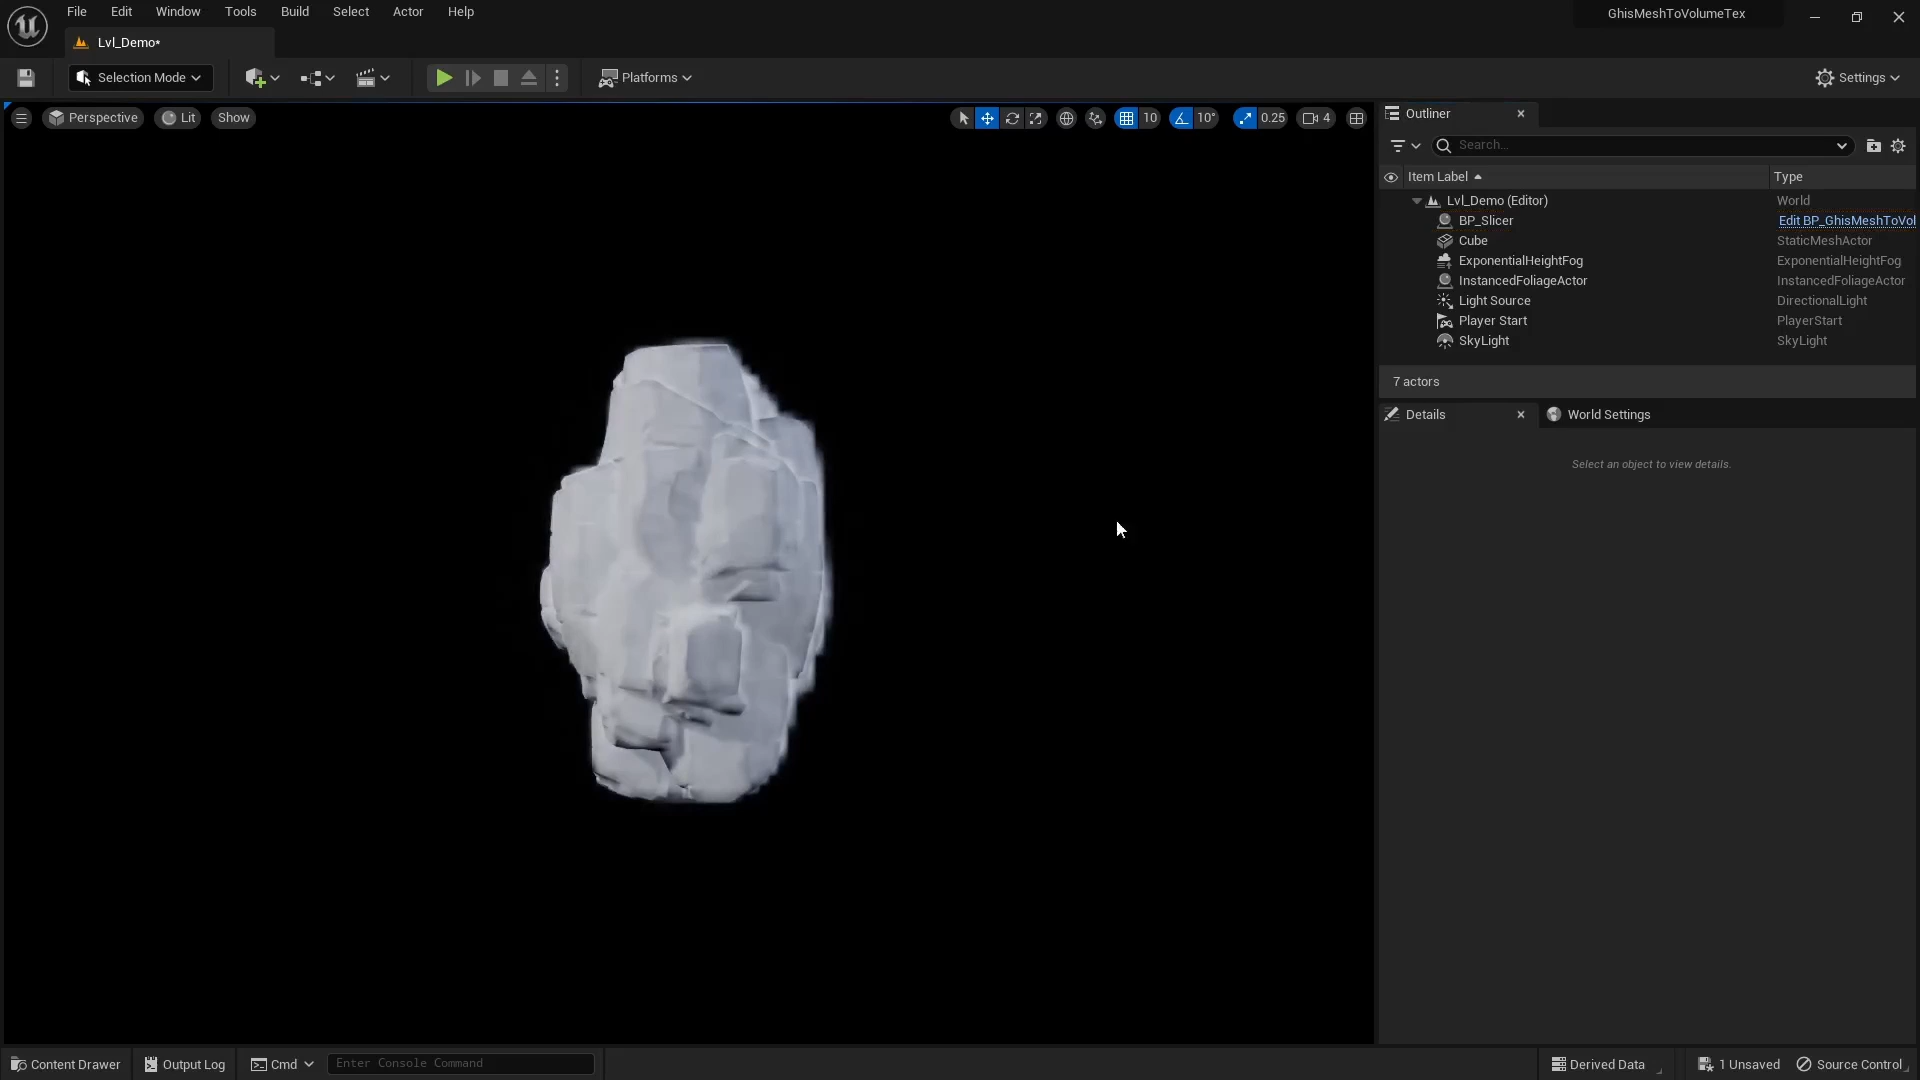 File Edit Window Tools Build Select Actor Help
GhisMeshToVolumeTex
Lvl_Demo*
Selection Mode
Platforms
Settings
Perspective Lit Show
10 10° 0.25 4
Outliner
Search...
Item Label Type
Lvl_Demo (Editor) World
BP_Slicer Edit BP_GhisMeshToVol
Cube StaticMeshActor
ExponentialHeightFog ExponentialHeightFog
InstancedFoliageActor InstancedFoliageActor
Light Source DirectionalLight
Player Start PlayerStart
SkyLight SkyLight
7 actors
Details World Settings
Select an object to view details.
Content Drawer Output Log Cmd Enter Console Command Derived Data 1 Unsaved Source Control